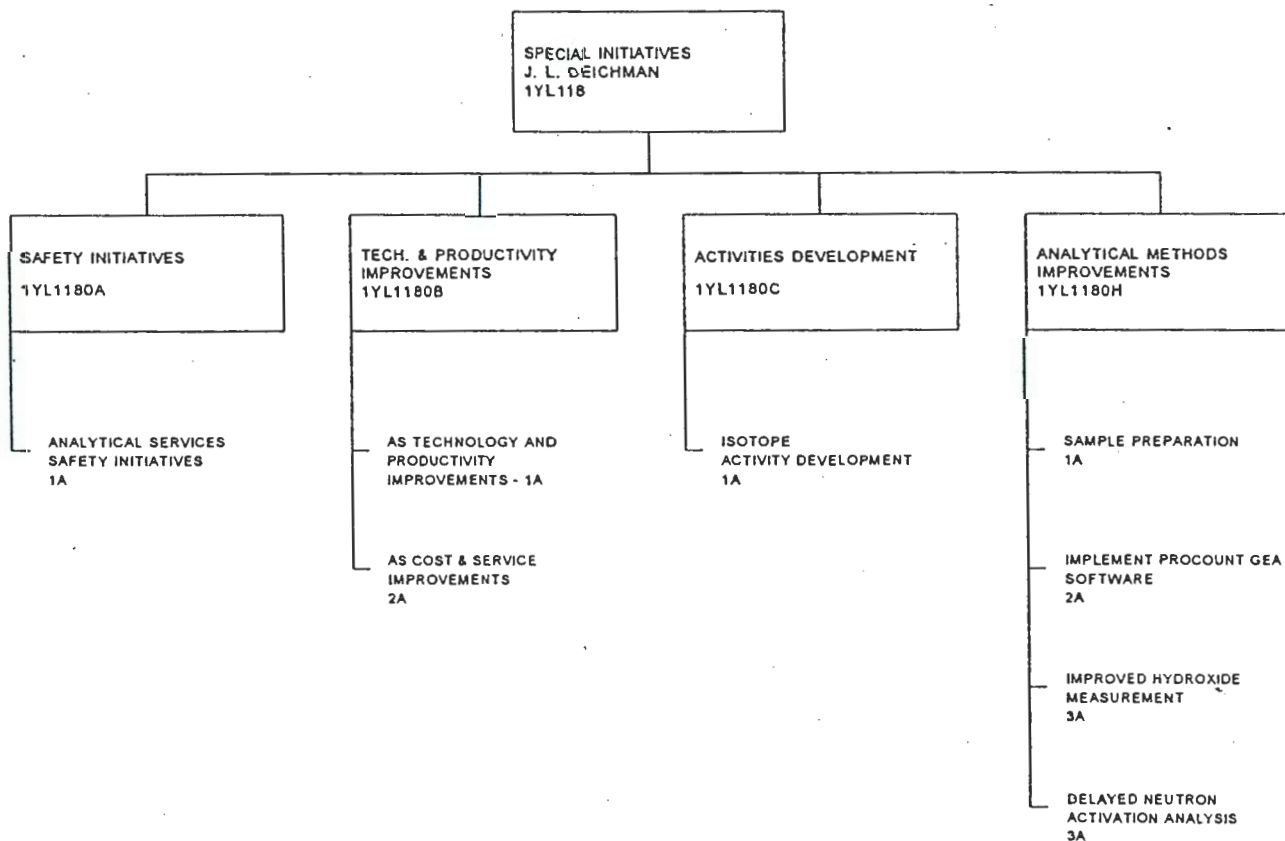 SPECIAL INITIATIVES
J. L. DEICHMAN
1YL118
SAFETY INITIATIVES
1YL1180A
TECH. & PRODUCTIVITY
IMPROVEMENTS
1YL1180B
ACTIVITIES DEVELOPMENT
1YL1180C
ANALYTICAL METHODS
IMPROVEMENTS
1YL1180H
ANALYTICAL SERVICES
SAFETY INITIATIVES
1A
AS TECHNOLOGY AND
PRODUCTIVITY
IMPROVEMENTS - 1A
AS COST & SERVICE
IMPROVEMENTS
2A
ISOTOPE
ACTIVITY DEVELOPMENT
1A
SAMPLE PREPARATION
1A
IMPLEMENT PROCOUNT GEA
SOFTWARE
2A
IMPROVED HYDROXIDE
MEASUREMENT
3A
DELAYED NEUTRON
ACTIVATION ANALYSIS
3A